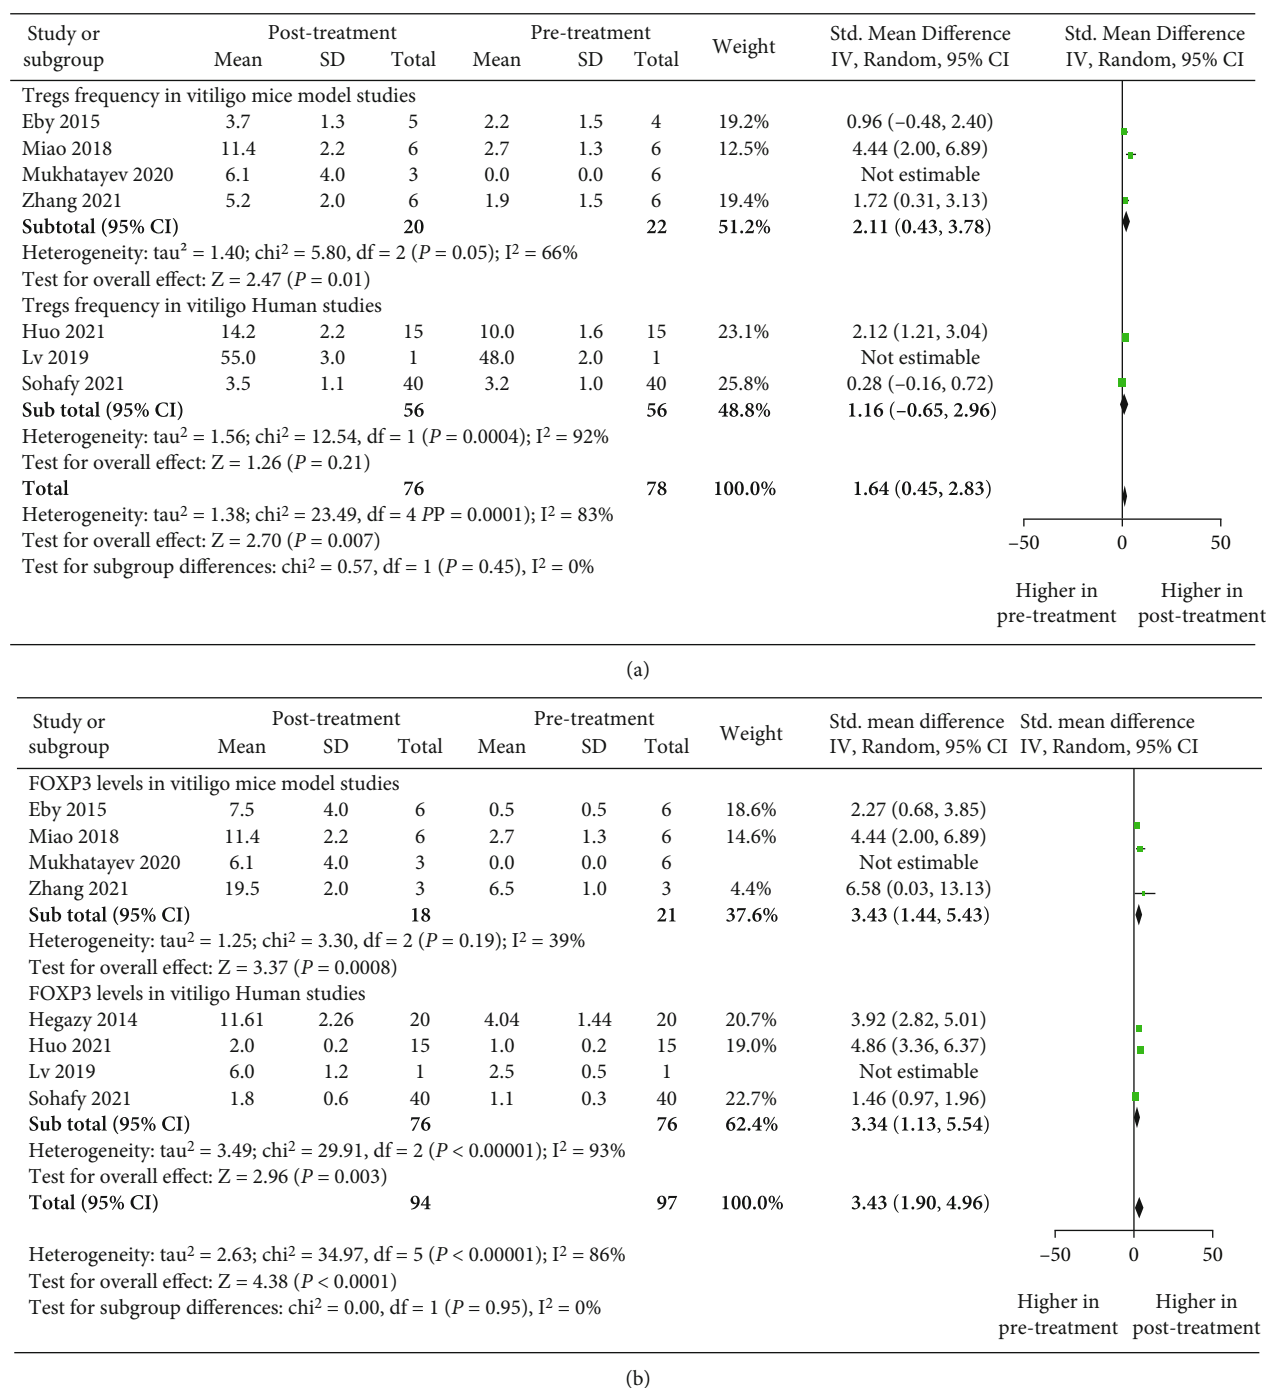 Study or subgroup Post-treatment Pre-treatment Weight Std. Mean Difference IV, Random, 95% CI Std. Mean Difference IV, Random, 95% CI
Mean SD Total Mean SD Total
Tregs frequency in vitiligo mice model studies
Eby 2015 3.7 1.3 5 2.2 1.5 4 19.2% 0.96 (–0.48, 2.40)
Miao 2018 11.4 2.2 6 2.7 1.3 6 12.5% 4.44 (2.00, 6.89)
Mukhatayev 2020 6.1 4.0 3 0.0 0.0 6 Not estimable
Zhang 2021 5.2 2.0 6 1.9 1.5 6 19.4% 1.72 (0.31, 3.13)
Subtotal (95% CI) 20 22 51.2% 2.11 (0.43, 3.78)
Heterogeneity: tau² = 1.40; chi² = 5.80, df = 2 (P = 0.05); I² = 66%
Test for overall effect: Z = 2.47 (P = 0.01)
Tregs frequency in vitiligo Human studies
Huo 2021 14.2 2.2 15 10.0 1.6 15 23.1% 2.12 (1.21, 3.04)
Lv 2019 55.0 3.0 1 48.0 2.0 1 Not estimable
Sohafy 2021 3.5 1.1 40 3.2 1.0 40 25.8% 0.28 (–0.16, 0.72)
Sub total (95% CI) 56 56 48.8% 1.16 (–0.65, 2.96)
Heterogeneity: tau² = 1.56; chi² = 12.54, df = 1 (P = 0.0004); I² = 92%
Test for overall effect: Z = 1.26 (P = 0.21)
Total 76 78 100.0% 1.64 (0.45, 2.83)
Heterogeneity: tau² = 1.38; chi² = 23.49, df = 4 PP = 0.0001); I² = 83%
Test for overall effect: Z = 2.70 (P = 0.007)
Test for subgroup differences: chi² = 0.57, df = 1 (P = 0.45), I² = 0%
–50 0 50
Higher in pre-treatment Higher in post-treatment
(a)
Study or subgroup Post-treatment Pre-treatment Weight Std. mean difference IV, Random, 95% CI Std. mean difference IV, Random, 95% CI
Mean SD Total Mean SD Total
FOXP3 levels in vitiligo mice model studies
Eby 2015 7.5 4.0 6 0.5 0.5 6 18.6% 2.27 (0.68, 3.85)
Miao 2018 11.4 2.2 6 2.7 1.3 6 14.6% 4.44 (2.00, 6.89)
Mukhatayev 2020 6.1 4.0 3 0.0 0.0 6 Not estimable
Zhang 2021 19.5 2.0 3 6.5 1.0 3 4.4% 6.58 (0.03, 13.13)
Sub total (95% CI) 18 21 37.6% 3.43 (1.44, 5.43)
Heterogeneity: tau² = 1.25; chi² = 3.30, df = 2 (P = 0.19); I² = 39%
Test for overall effect: Z = 3.37 (P = 0.0008)
FOXP3 levels in vitiligo Human studies
Hegazy 2014 11.61 2.26 20 4.04 1.44 20 20.7% 3.92 (2.82, 5.01)
Huo 2021 2.0 0.2 15 1.0 0.2 15 19.0% 4.86 (3.36, 6.37)
Lv 2019 6.0 1.2 1 2.5 0.5 1 Not estimable
Sohafy 2021 1.8 0.6 40 1.1 0.3 40 22.7% 1.46 (0.97, 1.96)
Sub total (95% CI) 76 76 62.4% 3.34 (1.13, 5.54)
Heterogeneity: tau² = 3.49; chi² = 29.91, df = 2 (P < 0.00001); I² = 93%
Test for overall effect: Z = 2.96 (P = 0.003)
Total (95% CI) 94 97 100.0% 3.43 (1.90, 4.96)
Heterogeneity: tau² = 2.63; chi² = 34.97, df = 5 (P < 0.00001); I² = 86%
Test for overall effect: Z = 4.38 (P < 0.0001)
Test for subgroup differences: chi² = 0.00, df = 1 (P = 0.95), I² = 0%
–50 0 50
Higher in pre-treatment Higher in post-treatment
(b)